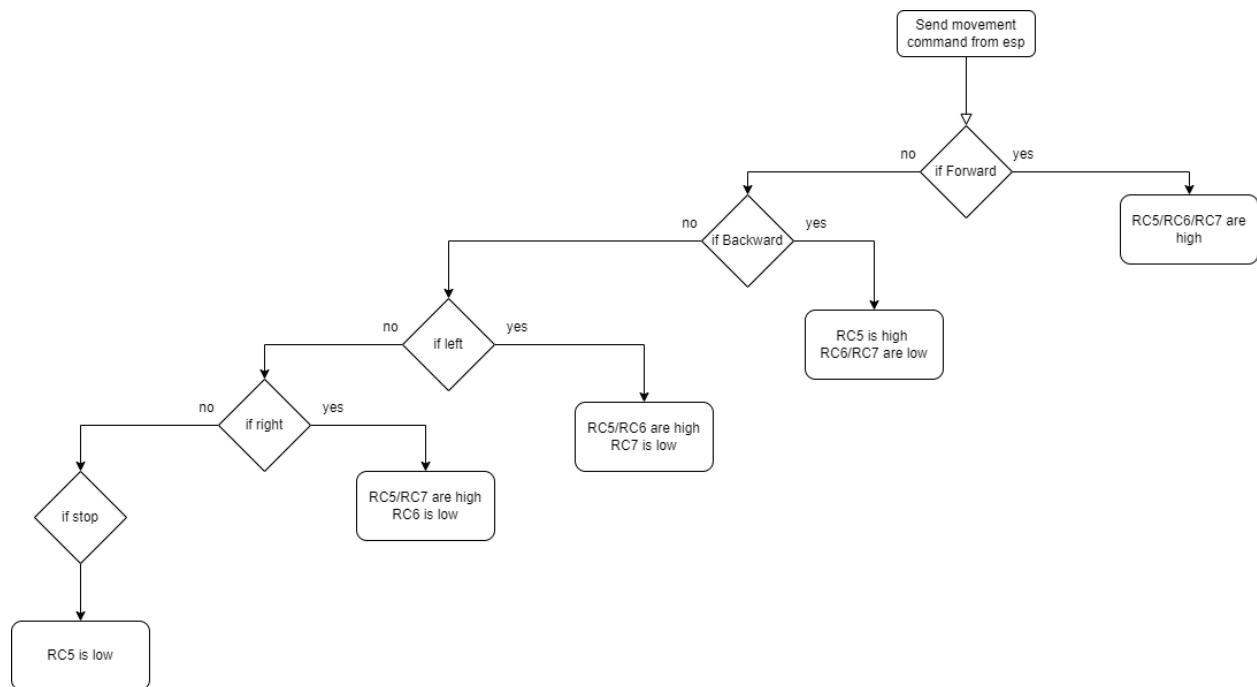 Send movement
command from esp
no
yes
if Forward
RC5/RC6/RC7 are
high
no
yes
if Backward
RC5 is high
RC6/RC7 are low
no
yes
if left
RC5/RC6 are high
RC7 is low
no
yes
if right
RC5/RC7 are high
RC6 is low
if stop
RC5 is low